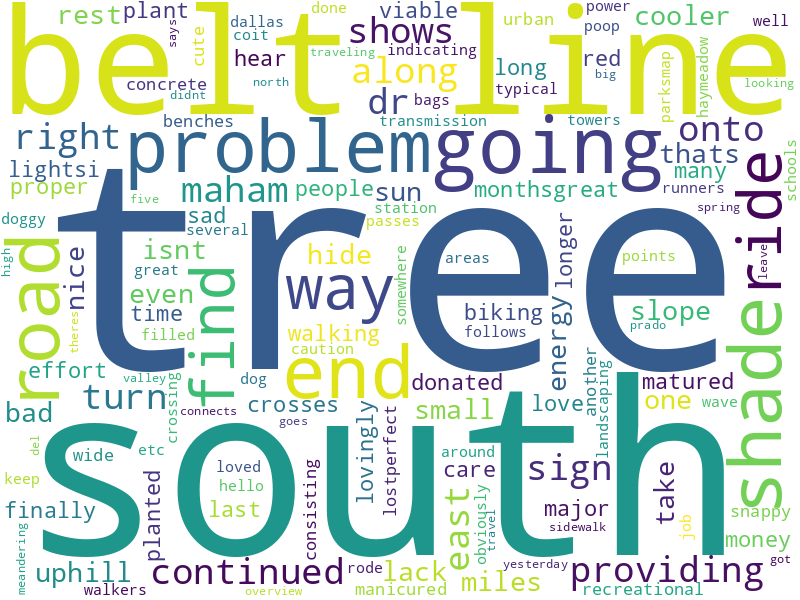 belt line
tree
south
problem
going
shade
ride
road
find
way
end
rest
plant
dallas
coit
says
cute
didnt
hear
concrete
done
viable
shows
indicating
traveling
along
north
dr
bags
long
typical
urban
power
poop
red
cooler
big
well
looking
parksmap
haymeadow
right
benches
transmission
towers
onto
thats
many
runners
schools
lightsi
proper
maham
people
sun
monthsgreat
spring
doggy
five
sad
several
station
passes
high
nice
isnt
great
hide
somewhere
areas
longer
points
leave
even
time
filled
theres
walking
caution
biking
follows
energy
slope
prado
effort
valley
crossing
dog
donated
matured
bad
turn
connects
crosses
goes
lovingly
lostperfect
small
love
another
landscaping
one
wave
del
wide
etc
loved
hello
around
care
sign
keep
finally
planted
last
consisting
east
obviously
travel
major
sidewalk
take
job
snappy
money
meandering
uphill
walkers
continued
overview
rode
lack
manicured
miles
yesterday
providing
recreational
got